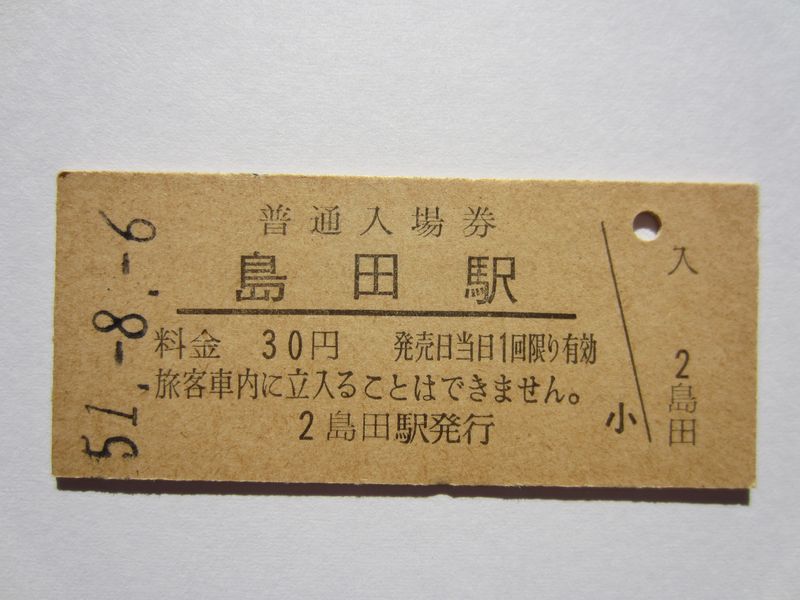 51.-8.-6
普通入場券
島田駅
料金 30円 発売日当日1回限り有効
旅客車内に立入ることはできません。
2 島田駅発行
小
入
2島田